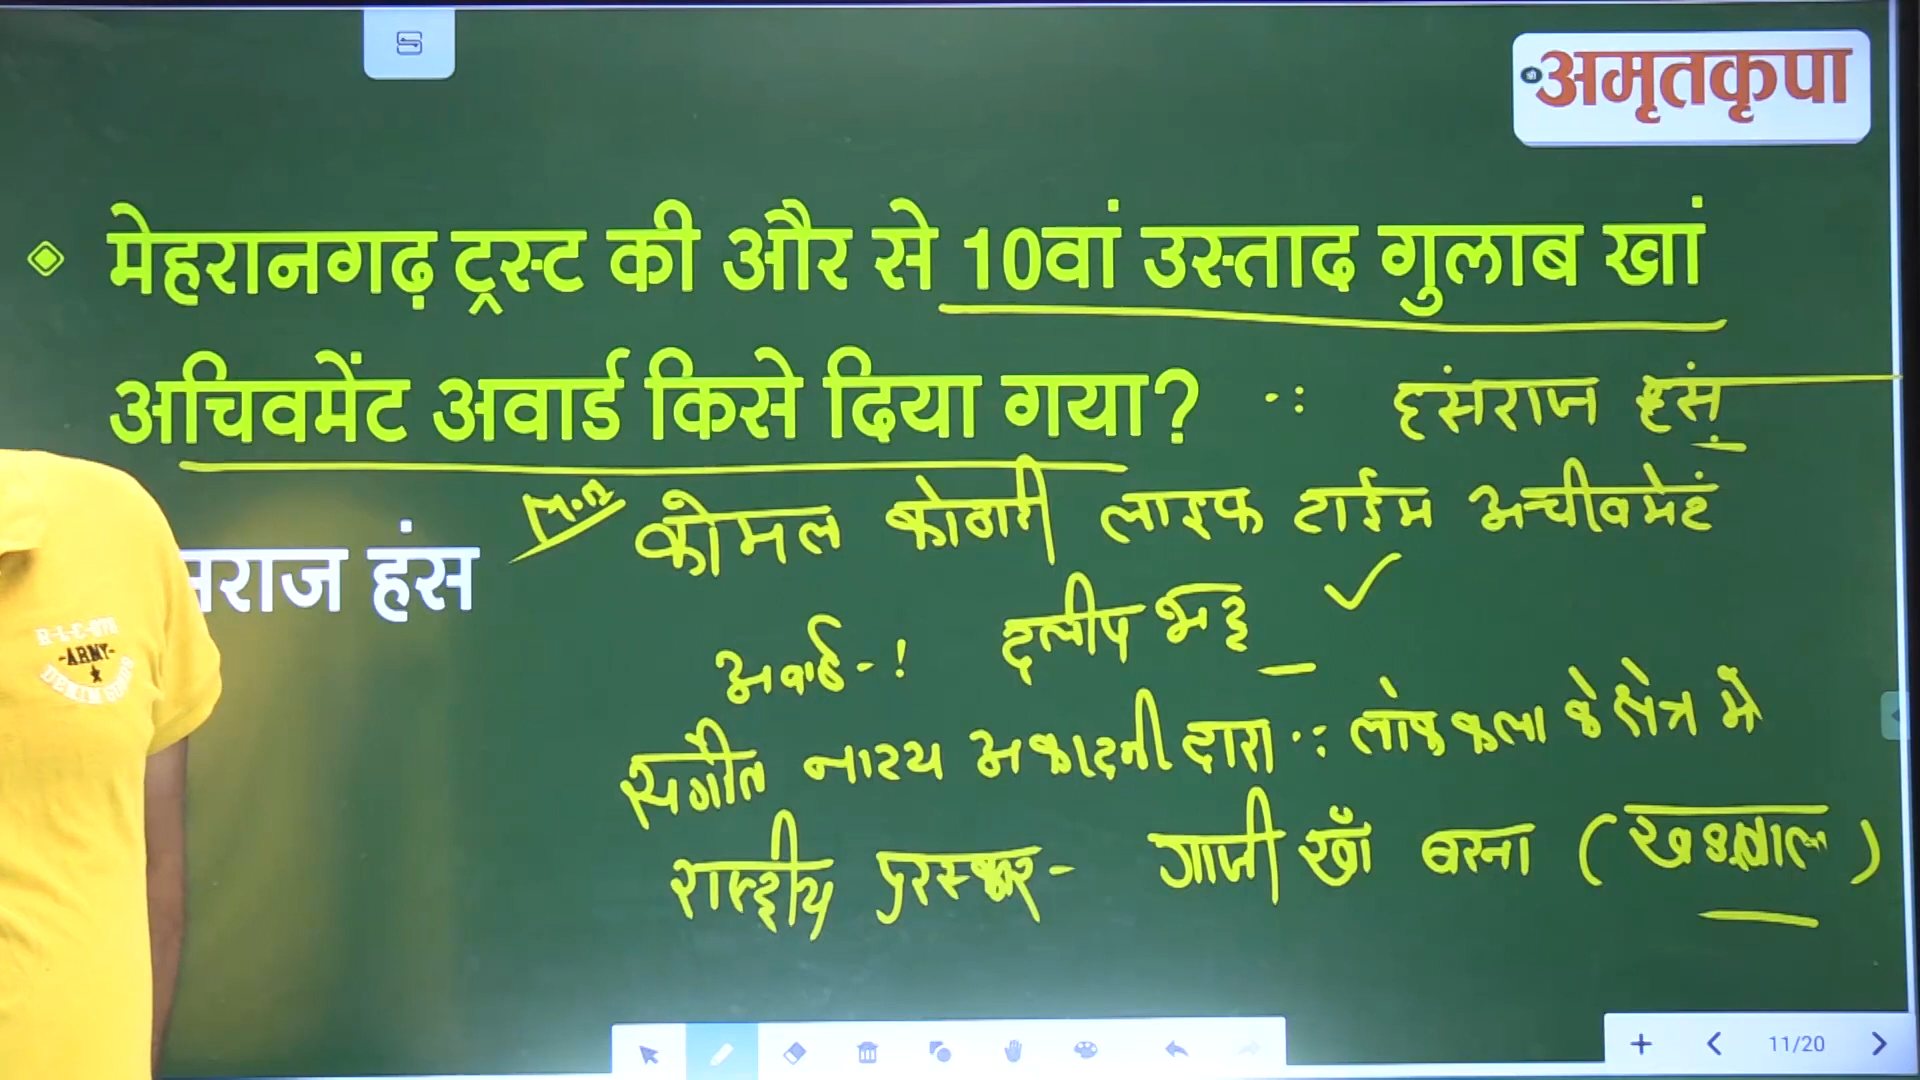 अमृतकृपा
मेहरानगढ़ ट्रस्ट की और से 10वां उस्ताद गुलाब खां
अचिवमेंट अवार्ड किसे दिया गया? -: हंसराज हंस
कोमल कोठारी लाइफ टाईम अचीवमेंट
राज हंस
अवार्ड - ! दलीप भट्ट
संगीत नाट्य अकादमी द्वारा -: लोक कला के क्षेत्र में
राष्ट्रीय पुरस्कार - गाजी खाँ बरना (खड़ताल)
-ARMY-
11/20